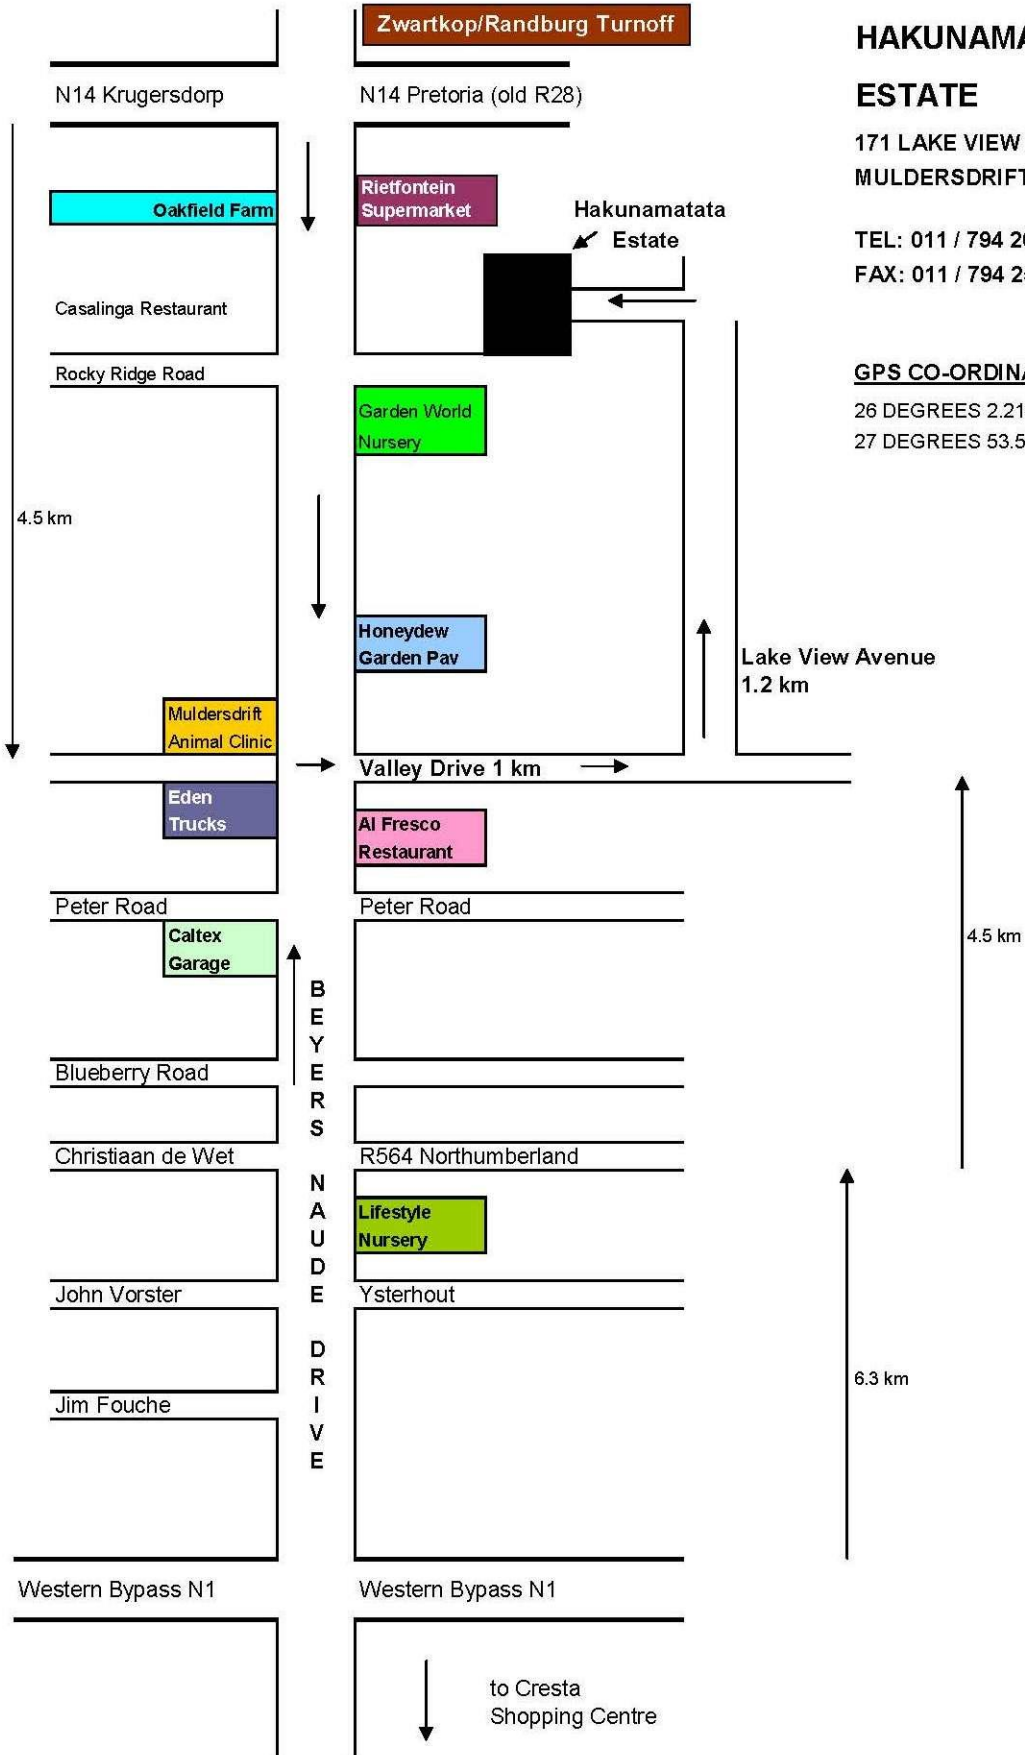 Zwartkop/Randburg Turnoff
N14 Krugersdorp
N14 Pretoria (old R28)
ESTATE
171 LAKE VIEW
MULDERSDRIFT
TEL: 011 / 794
FAX: 011 / 794
Oakfield Farm
Rietfontein
Supermarket
Hakunamatata
Estate
Casalinga Restaurant
Rocky Ridge Road
GPS
26 DEGREES 2.21
27 DEGREES 53.5
Garden World
Nursery
4.5 km
Honeydew
Garden Pav
Lake View Avenue
1.2 km
Muldersdrift
Animal Clinic
Valley Drive 1 km
Eden
Trucks
Al Fresco
Restaurant
Peter Road
Peter Road
Caltex
Garage
4.5 km
BEYERS NAUDE DRIVE
Blueberry Road
Christiaan de Wet
R564 Northumberland
Lifestyle
Nursery
John Vorster
Ysterhout
Jim Fouche
6.3 km
Western Bypass N1
Western Bypass N1
to Cresta
Shopping Centre